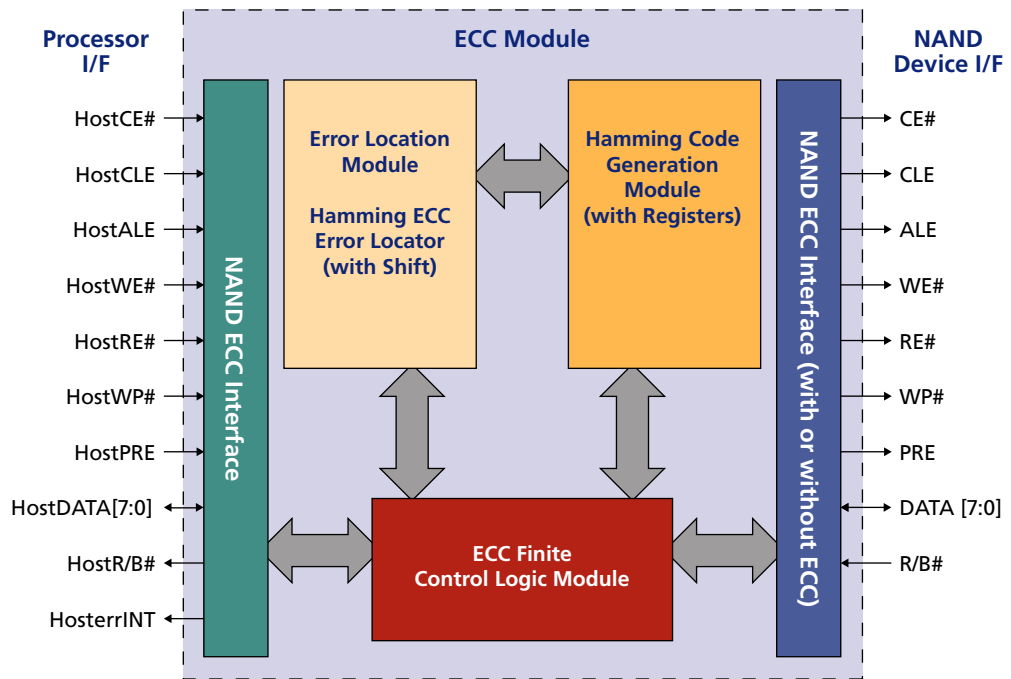 Processor
I/F
ECC Module
NAND
Device I/F
HostCE#
HostCLE
HostALE
HostWE#
HostRE#
HostWP#
HostPRE
HostDATA[7:0]
HostR/B#
HosterrINT
NAND ECC Interface
Error Location
Module
Hamming ECC
Error Locator
(with Shift)
Hamming Code
Generation
Module
(with Registers)
ECC Finite
Control Logic Module
NAND ECC Interface (with or without ECC)
CE#
CLE
ALE
WE#
RE#
WP#
PRE
DATA [7:0]
R/B#